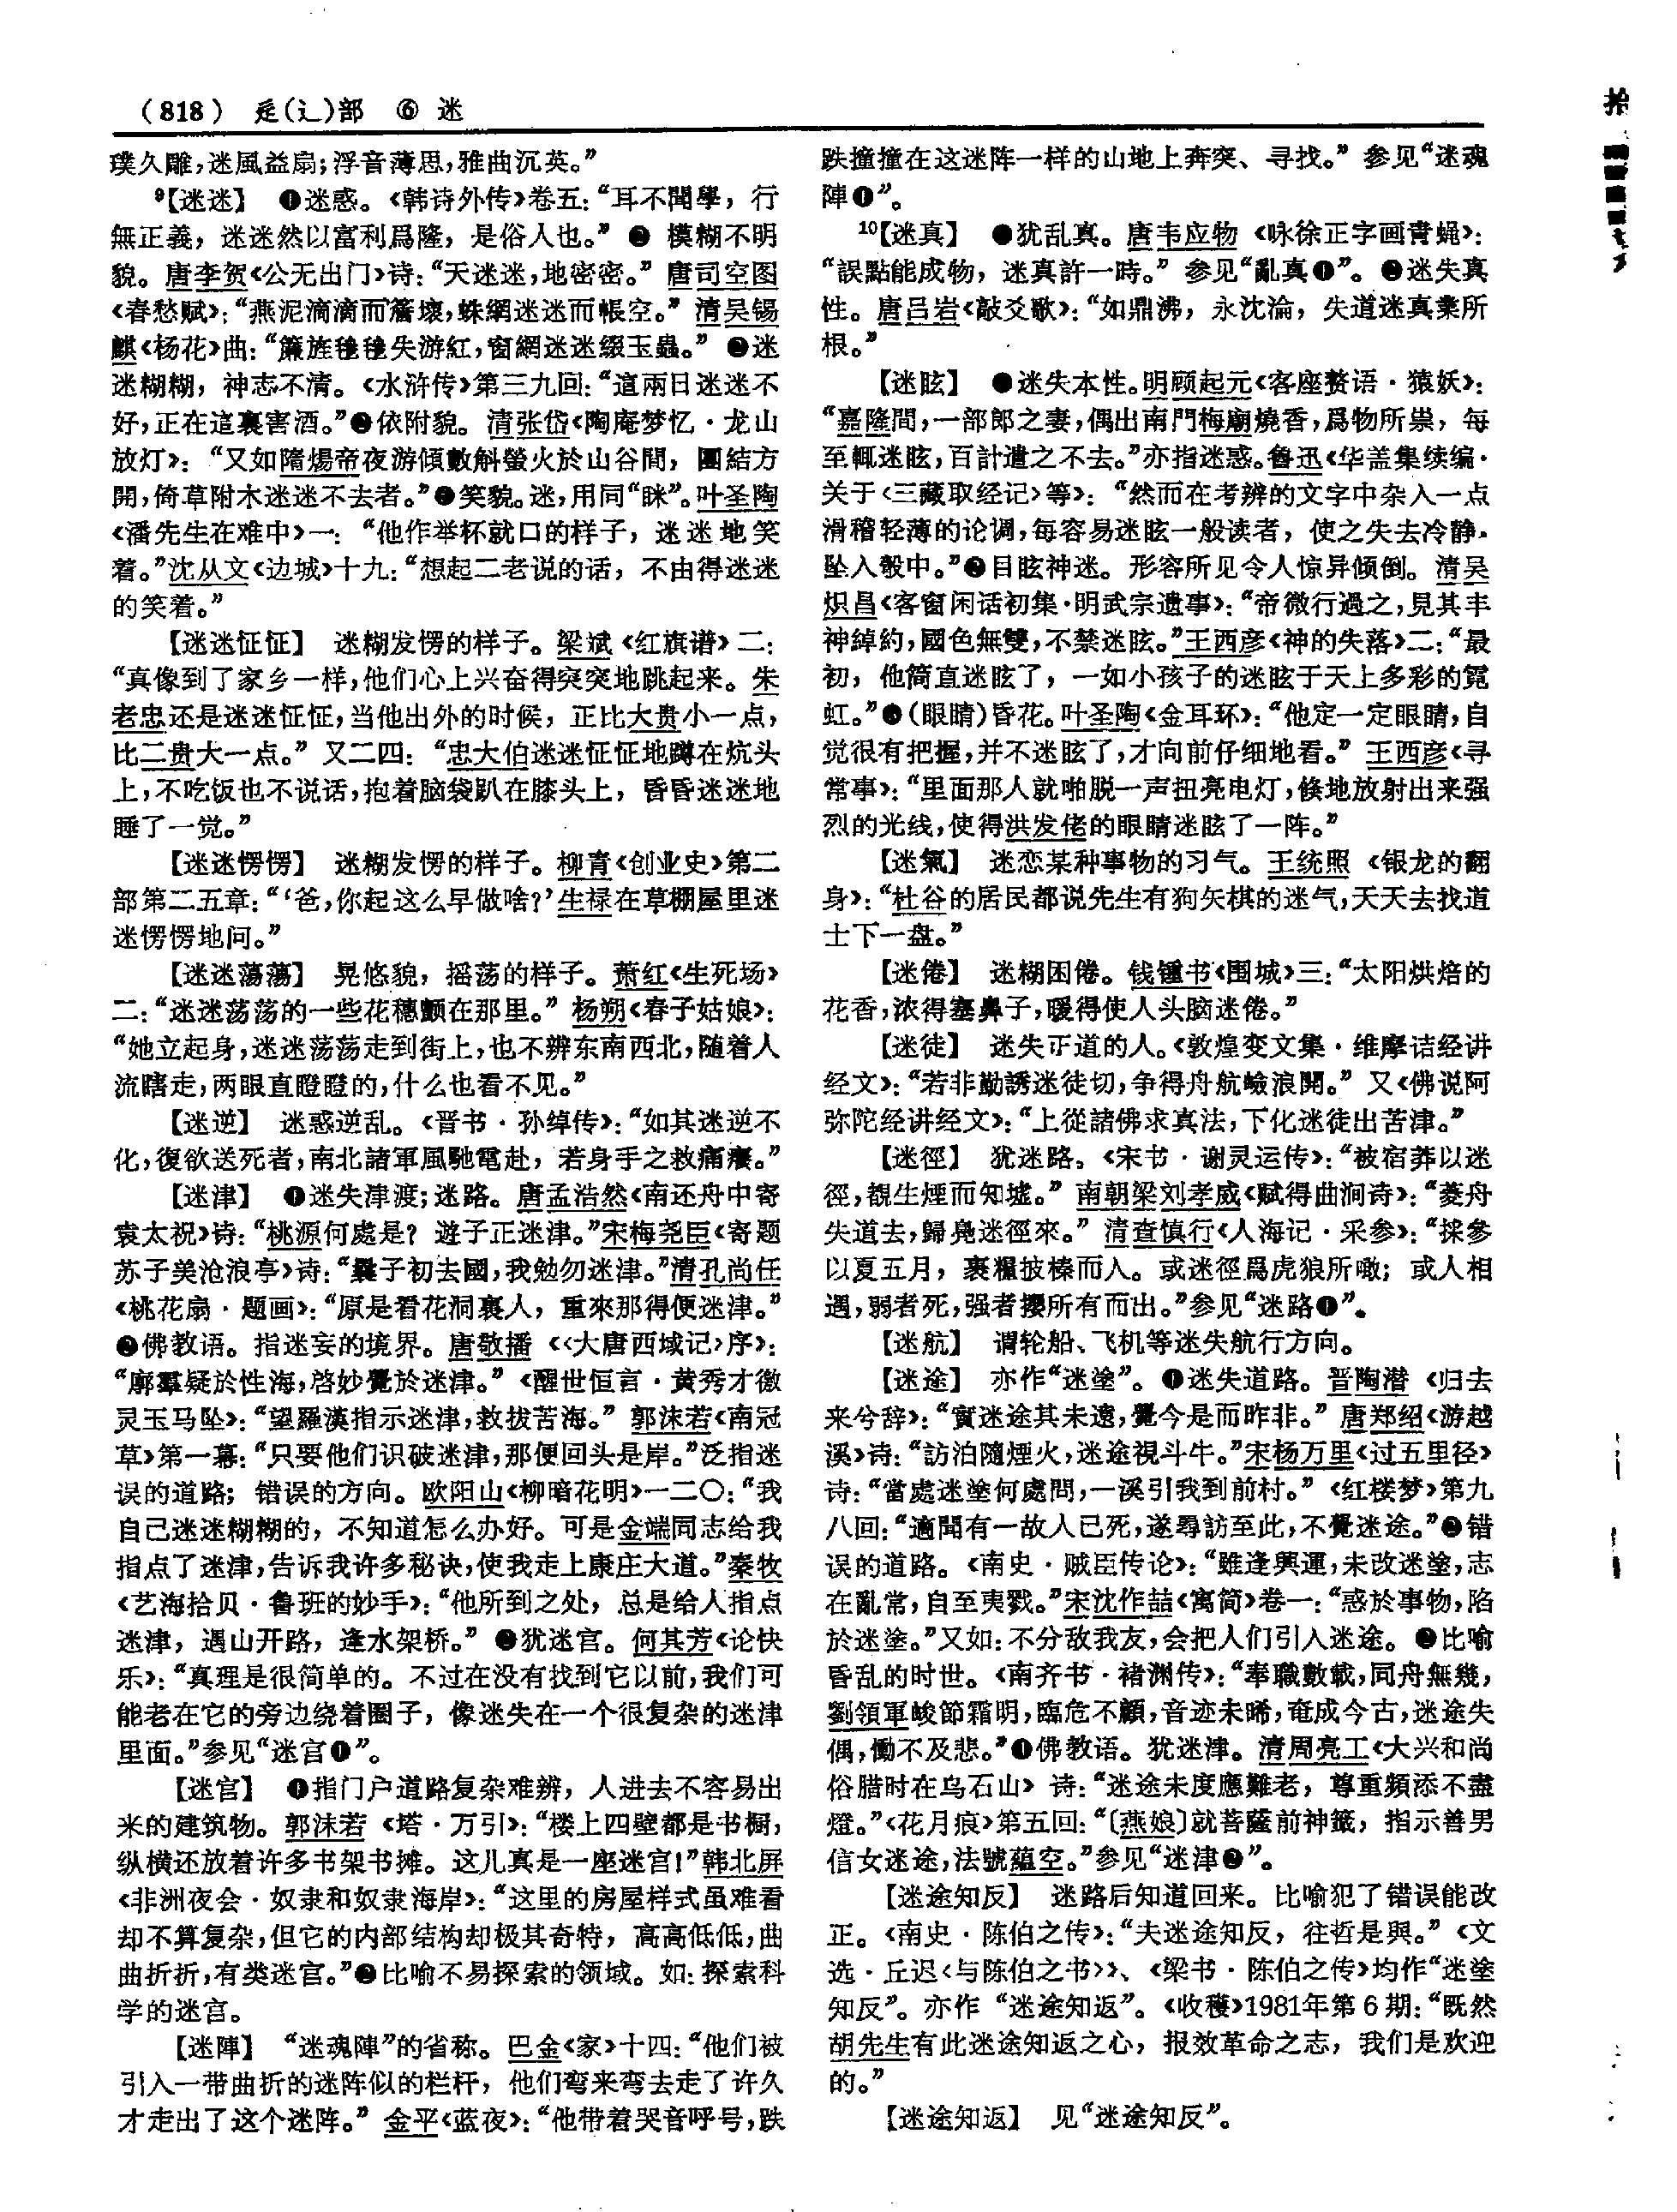 （818） 辵(辶)部 ⑥ 迷
璞久雕，迷風益扇；浮音薄思，雅曲沉英。”
⁹【迷迷】 ❶迷惑。《韩诗外传》卷五：“耳不聞學，行
無正義，迷迷然以富利爲隆，是俗人也。”❷ 模糊不明
貌。唐李贺《公无出门》诗：“天迷迷，地密密。” 唐司空图
《春愁赋》：“燕泥滴滴而簷壞，蛛網迷迷而帳空。” 清吴锡
麒《杨花》曲：“簾旌毿毿失游紅，窗網迷迷缀玉蟲。” ❸迷
迷糊糊，神志不清。《水浒传》第三九回：“這兩日迷迷不
好，正在這裏害酒。”❹依附貌。清张岱《陶庵梦忆·龙山
放灯》：“又如隋煬帝夜游傾數斛螢火於山谷間，團結方
開，倚草附木迷迷不去者。”❺笑貌。迷，用同“眯”。叶圣陶
《潘先生在难中》一：“他作举杯就口的样子，迷迷地笑
着。”沈从文《边城》十九：“想起二老说的话，不由得迷迷
的笑着。”
【迷迷怔怔】 迷糊发愣的样子。梁斌《红旗谱》二：
“真像到了家乡一样，他们心上兴奋得突突地跳起来。朱
老忠还是迷迷怔怔，当他出外的时候，正比大贵小一点，
比二贵大一点。” 又二四：“忠大伯迷迷怔怔地蹲在炕头
上，不吃饭也不说话，抱着脑袋趴在膝头上，昏昏迷迷地
睡了一觉。”
【迷迷愣愣】 迷糊发愣的样子。柳青《创业史》第二
部第二五章：“‘爸，你起这么早做啥？’生禄在草棚屋里迷
迷愣愣地问。”
【迷迷蕩蕩】 晃悠貌，摇荡的样子。萧红《生死场》
二：“迷迷荡荡的一些花穗颤在那里。” 杨朔《春子姑娘》：
“她立起身，迷迷荡荡走到街上，也不辨东南西北，随着人
流瞎走，两眼直瞪瞪的，什么也看不见。”
【迷逆】 迷惑逆乱。《晋书·孙绰传》：“如其迷逆不
化，復欲送死者，南北諸軍風馳電赴，若身手之救痛癢。”
【迷津】 ❶迷失津渡；迷路。唐孟浩然《南还舟中寄
袁太祝》诗：“桃源何處是？遊子正迷津。”宋梅尧臣《寄题
苏子美沧浪亭》诗：“曩子初去國，我勉勿迷津。”清孔尚任
《桃花扇·题画》：“原是看花洞裏人，重來那得便迷津。”
❷佛教语。指迷妄的境界。唐敬播《〈大唐西域记〉序》：
“廓羣疑於性海，啓妙覺於迷津。”《醒世恒言·黄秀才徼
灵玉马坠》：“望羅漢指示迷津，救拔苦海。” 郭沫若《南冠
草》第一幕：“只要他们识破迷津，那便回头是岸。”泛指迷
误的道路；错误的方向。欧阳山《柳暗花明》一二〇：“我
自己迷迷糊糊的，不知道怎么办好。可是金端同志给我
指点了迷津，告诉我许多秘诀，使我走上康庄大道。”秦牧
《艺海拾贝·鲁班的妙手》：“他所到之处，总是给人指点
迷津，遇山开路，逢水架桥。” ❸犹迷宫。何其芳《论快
乐》：“真理是很简单的。不过在没有找到它以前，我们可
能老在它的旁边绕着圈子，像迷失在一个很复杂的迷津
里面。”参见“迷宫❶”。
【迷宫】 ❶指门户道路复杂难辨，人进去不容易出
来的建筑物。郭沫若《塔·万引》：“楼上四壁都是书橱，
纵横还放着许多书架书摊。这儿真是一座迷宫！”韩北屏
《非洲夜会·奴隶和奴隶海岸》：“这里的房屋样式虽难看
却不算复杂，但它的内部结构却极其奇特，高高低低，曲
曲折折，有类迷宫。”❷比喻不易探索的领域。如：探索科
学的迷宫。
【迷陣】 “迷魂陣”的省称。巴金《家》十四：“他们被
引入一带曲折的迷阵似的栏杆，他们弯来弯去走了许久
才走出了这个迷阵。” 金平《蓝夜》：“他带着哭音呼号，跌
跌撞撞在这迷阵一样的山地上奔突、寻找。” 参见“迷魂
陣❶”。
¹⁰【迷真】 ❶犹乱真。唐韦应物《咏徐正字画青蝇》：
“誤點能成物，迷真許一時。” 参见“亂真❶”。❷迷失真
性。唐吕岩《敲爻歌》：“如鼎沸，永沈淪，失道迷真業所
根。”
【迷眩】 ❶迷失本性。明顾起元《客座赘语·猿妖》：
“嘉隆間，一部郎之妻，偶出南門梅廟燒香，爲物所祟，每
至輒迷眩，百計遣之不去。”亦指迷惑。鲁迅《华盖集续编·
关于〈三藏取经记〉等》：“然而在考辨的文字中杂入一点
滑稽轻薄的论调，每容易迷眩一般读者，使之失去冷静，
坠入彀中。”❷目眩神迷。形容所见令人惊异倾倒。清吴
炽昌《客窗闲话初集·明武宗遗事》：“帝微行過之，見其丰
神綽約，國色無雙，不禁迷眩。”王西彦《神的失落》二：“最
初，他简直迷眩了，一如小孩子的迷眩于天上多彩的霓
虹。”❸（眼睛）昏花。叶圣陶《金耳环》：“他定一定眼睛，自
觉很有把握，并不迷眩了，才向前仔细地看。” 王西彦《寻
常事》：“里面那人就啪脱一声扭亮电灯，倏地放射出来强
烈的光线，使得洪发佬的眼睛迷眩了一阵。”
【迷氣】 迷恋某种事物的习气。王统照《银龙的翻
身》：“杜谷的居民都说先生有狗矢棋的迷气，天天去找道
士下一盘。”
【迷倦】 迷糊困倦。钱锺书《围城》三：“太阳烘焙的
花香，浓得塞鼻子，暖得使人头脑迷倦。”
【迷徒】 迷失正道的人。《敦煌变文集·维摩诘经讲
经文》：“若非勤誘迷徒切，争得舟航嶮浪開。” 又《佛说阿
弥陀经讲经文》：“上從諸佛求真法，下化迷徒出苦津。”
【迷徑】 犹迷路。《宋书·谢灵运传》：“被宿莽以迷
徑，覩生煙而知墟。” 南朝梁刘孝威《赋得曲涧诗》：“菱舟
失道去，歸鳧迷徑來。” 清查慎行《人海记·采参》：“採參
以夏五月，裹糧披榛而入。或迷徑爲虎狼所噉；或人相
遇，弱者死，强者攖所有而出。”参见“迷路❶”。
【迷航】 谓轮船、飞机等迷失航行方向。
【迷途】 亦作“迷塗”。❶迷失道路。晋陶潜《归去
来兮辞》：“實迷途其未遠，覺今是而昨非。” 唐郑绍《游越
溪》诗：“訪泊隨煙火，迷途視斗牛。”宋杨万里《过五里径》
诗：“當處迷塗何處問，一溪引我到前村。”《红楼梦》第九
八回：“適聞有一故人已死，遂尋訪至此，不覺迷途。”❷错
误的道路。《南史·贼臣传论》：“雖逢興運，未改迷塗，志
在亂常，自至夷戮。”宋沈作喆《寓简》卷一：“惑於事物，陷
於迷塗。”又如：不分敌我友，会把人们引入迷途。❸比喻
昏乱的时世。《南齐书·褚渊传》：“奉職數載，同舟無幾，
劉領軍峻節霜明，臨危不顧，音迹未晞，奄成今古，迷途失
偶，慟不及悲。”❹佛教语。犹迷津。清周亮工《大兴和尚
俗腊时在乌石山》诗：“迷途未度應難老，尊重頻添不盡
燈。”《花月痕》第五回：“〔燕娘〕就菩薩前神籤，指示善男
信女迷途，法號蘊空。”参见“迷津❷”。
【迷途知反】 迷路后知道回来。比喻犯了错误能改
正。《南史·陈伯之传》：“夫迷途知反，往哲是與。”《文
选·丘迟〈与陈伯之书〉》、《梁书·陈伯之传》均作“迷塗
知反”。亦作“迷途知返”。《收穫》1981年第6期：“既然
胡先生有此迷途知返之心，报效革命之志，我们是欢迎
的。”
【迷途知返】 见“迷途知反”。